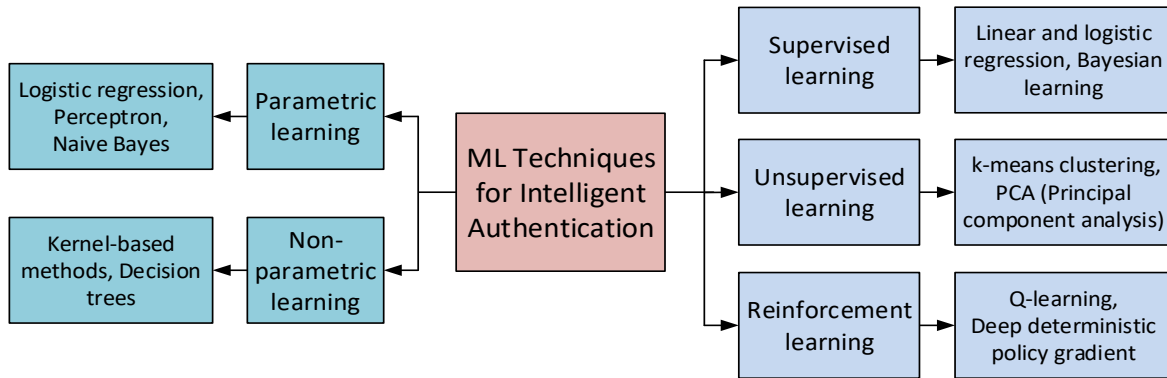 Logistic regression,
Perceptron,
Naive Bayes
Parametric
learning
Kernel-based
methods, Decision
trees
Non-
parametric
learning
ML Techniques
for Intelligent
Authentication
Supervised
learning
Linear and logistic
regression, Bayesian
learning
Unsupervised
learning
k-means clustering,
PCA (Principal
component analysis)
Reinforcement
learning
Q-learning,
Deep deterministic
policy gradient